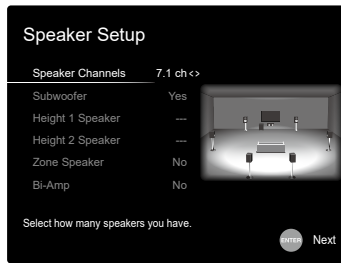 Speaker Setup
Speaker Channels 7.1 ch <>
Subwoofer Yes
Height 1 Speaker ---
Height 2 Speaker ---
Zone Speaker No
Bi-Amp No
Select how many speakers you have.
ENTER Next